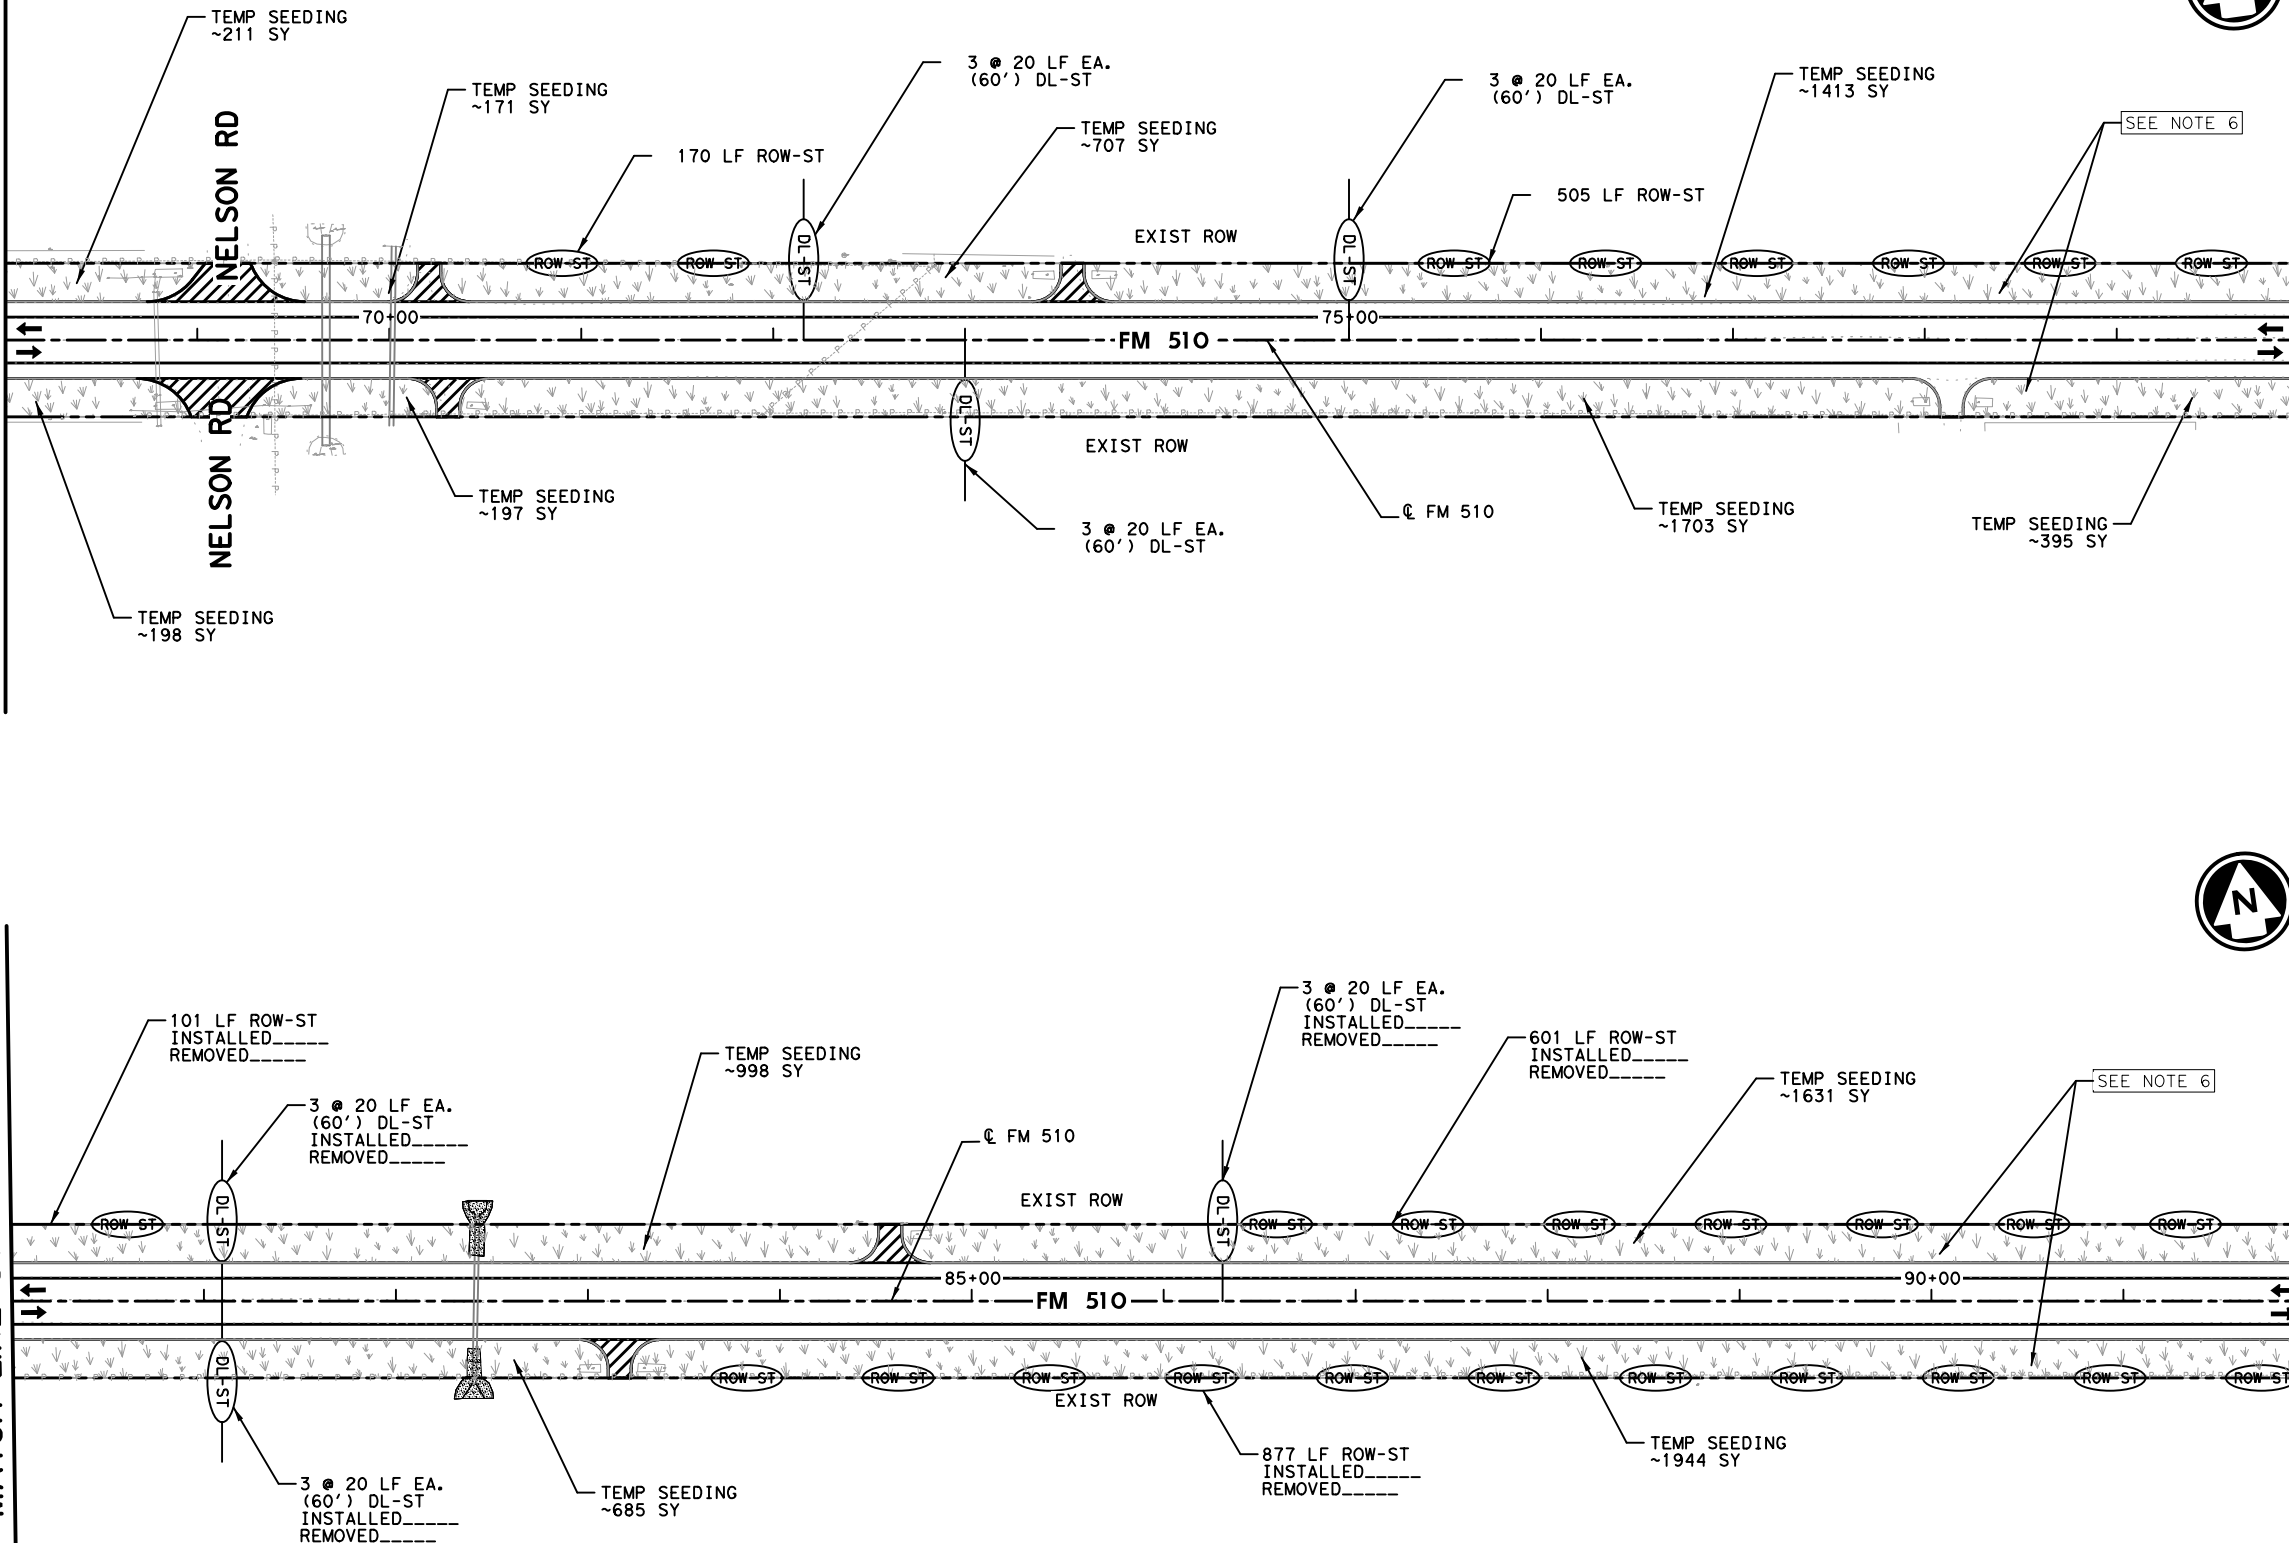 TEMP SEEDING
~211 SY
TEMP SEEDING
~171 SY
NELSON RD
170 LF ROW-ST
3 @ 20 LF EA.
(60') DL-ST
TEMP SEEDING
~707 SY
3 @ 20 LF EA.
(60') DL-ST
TEMP SEEDING
~1413 SY
SEE NOTE 6
505 LF ROW-ST
EXIST ROW
ROW-ST
ROW-ST
DL-ST
DL-ST
ROW-ST
ROW-ST
ROW-ST
ROW-ST
ROW-ST
ROW-ST
70+00
75+00
FM 510
DL-ST
NELSON RD
EXIST ROW
TEMP SEEDING
~197 SY
3 @ 20 LF EA.
(60') DL-ST
℄ FM 510
TEMP SEEDING
~1703 SY
TEMP SEEDING
~395 SY
TEMP SEEDING
~198 SY
N
101 LF ROW-ST
INSTALLED_____
REMOVED_____
3 @ 20 LF EA.
(60') DL-ST
INSTALLED_____
REMOVED_____
TEMP SEEDING
~998 SY
3 @ 20 LF EA.
(60') DL-ST
INSTALLED_____
REMOVED_____
601 LF ROW-ST
INSTALLED_____
REMOVED_____
TEMP SEEDING
~1631 SY
SEE NOTE 6
℄ FM 510
EXIST ROW
ROW-ST
DL-ST
DL-ST
ROW-ST
ROW-ST
ROW-ST
ROW-ST
ROW-ST
ROW-ST
ROW-ST
85+00
90+00
FM 510
DL-ST
ROW-ST
ROW-ST
ROW-ST
ROW-ST
ROW-ST
ROW-ST
ROW-ST
ROW-ST
ROW-ST
ROW-ST
ROW-ST
EXIST ROW
877 LF ROW-ST
INSTALLED_____
REMOVED_____
TEMP SEEDING
~1944 SY
3 @ 20 LF EA.
(60') DL-ST
INSTALLED_____
REMOVED_____
TEMP SEEDING
~685 SY